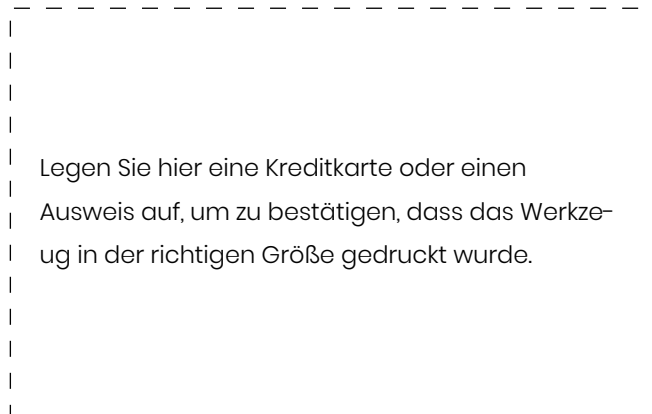 Legen Sie hier eine Kreditkarte oder einen
Ausweis auf, um zu bestätigen, dass das Werkze-
ug in der richtigen Größe gedruckt wurde.